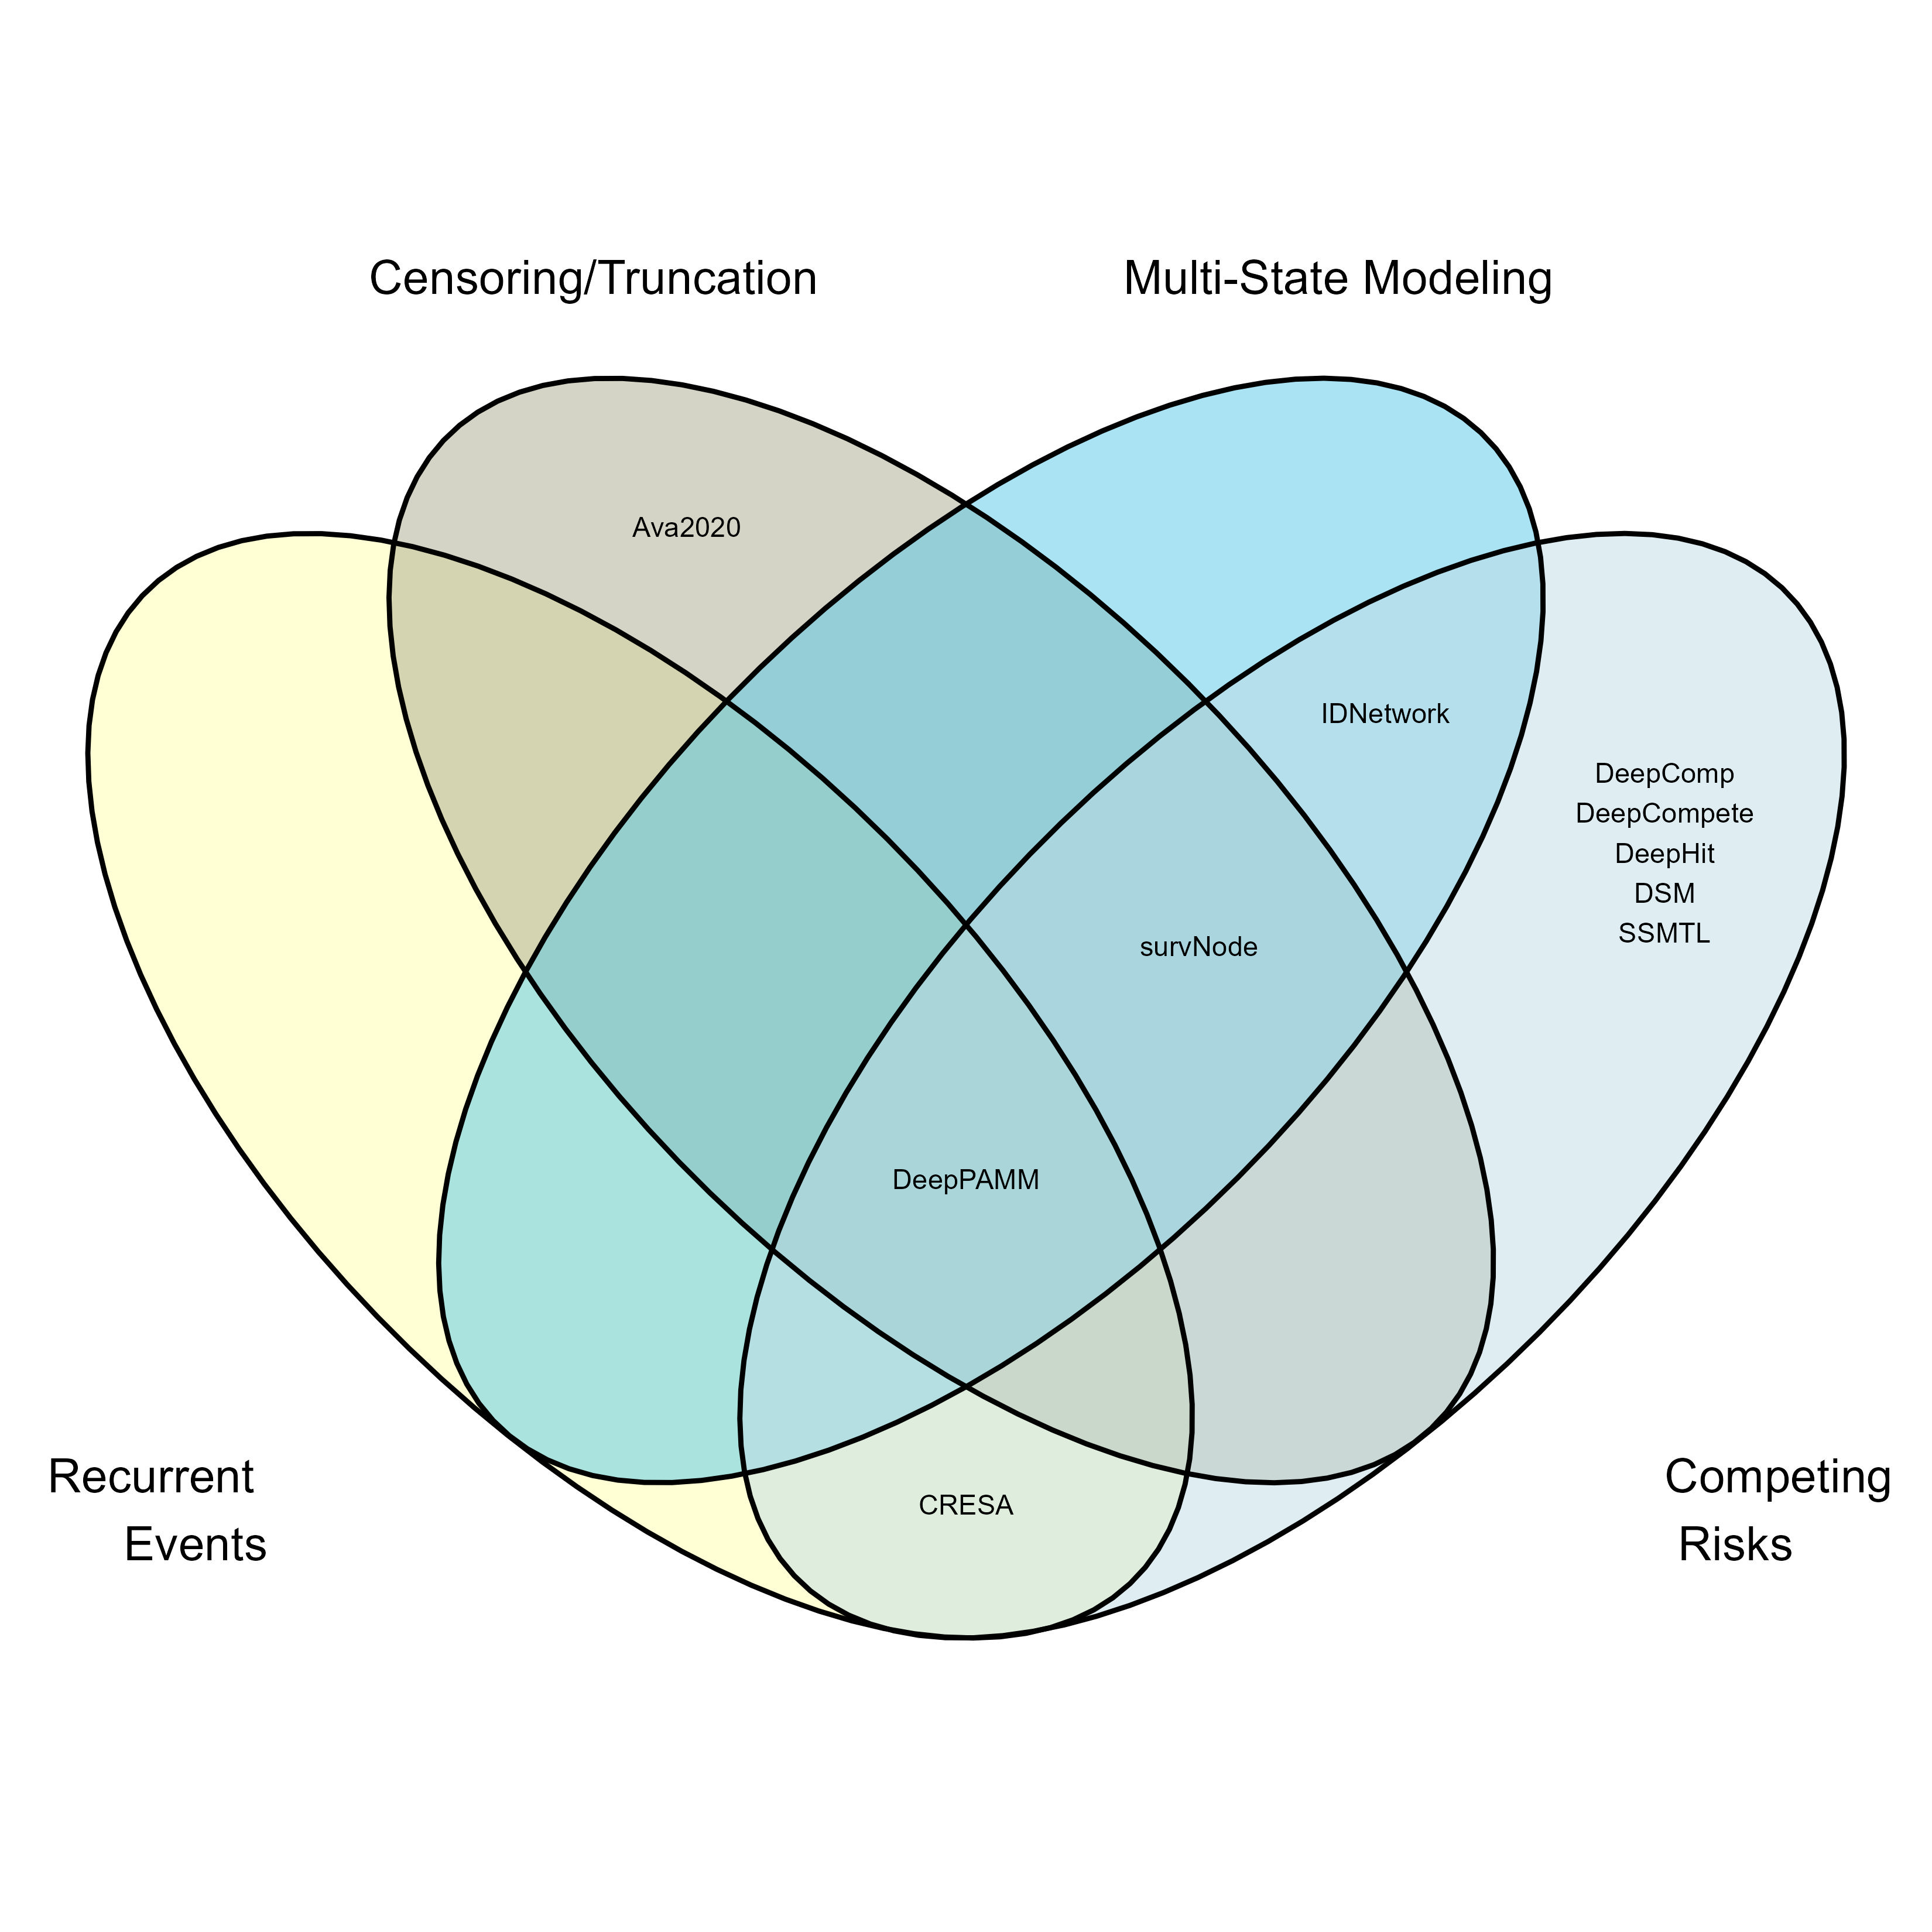 Censoring/Truncation
Multi-State Modeling
Ava2020
IDNetwork
DeepComp
DeepCompete
DeepHit
DSM
SSMTL
survNode
DeepPAMM
CRESA
Recurrent
Events
Competing
Risks